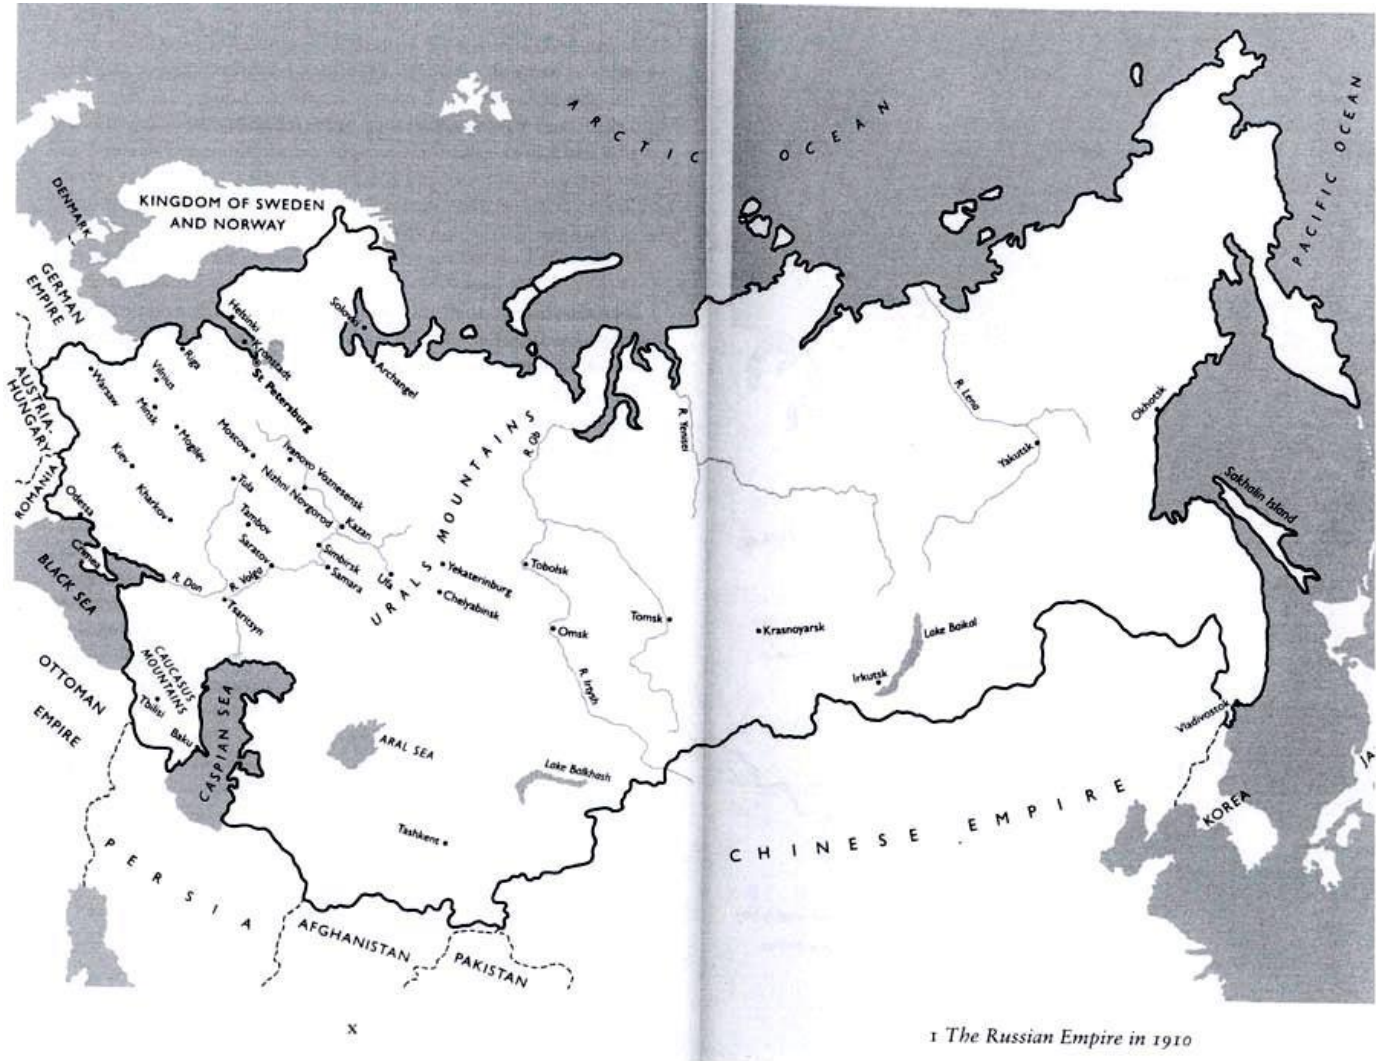 ARCTIC OCEAN
PACIFIC OCEAN
DENMARK
KINGDOM OF SWEDEN
AND NORWAY
GERMAN
EMPIRE
AUSTRIA-
HUNGARY
ROMANIA
Helsinki
Kronstadt
St Petersburg
Solovki
Archangel
Riga
Vilnius
Warsaw
Minsk
Mogilev
Moscow
Ivanovo Voznesensk
Nizhni Novgorod
Kiev
Kharkov
Odessa
Crimea
Tula
Tambov
Kazan
Saratov
Simbirsk
Samara
Ufa
R. Don
R. Volga
Tsaritsyn
BLACK SEA
URALS MOUNTAINS
R. Ob
R. Yenisei
R. Lena
Yakutsk
Okhotsk
Sakhalin Island
Yekaterinburg
Chelyabinsk
Tobolsk
Omsk
Tomsk
R. Irtysh
Krasnoyarsk
Lake Baikal
Irkutsk
Vladivostok
OTTOMAN
EMPIRE
CAUCASUS
MOUNTAINS
Tbilisi
Baku
CASPIAN SEA
ARAL SEA
Lake Balkhash
Tashkent
CHINESE EMPIRE
KOREA
JA
PERSIA
AFGHANISTAN
PAKISTAN
x
1 The Russian Empire in 1910